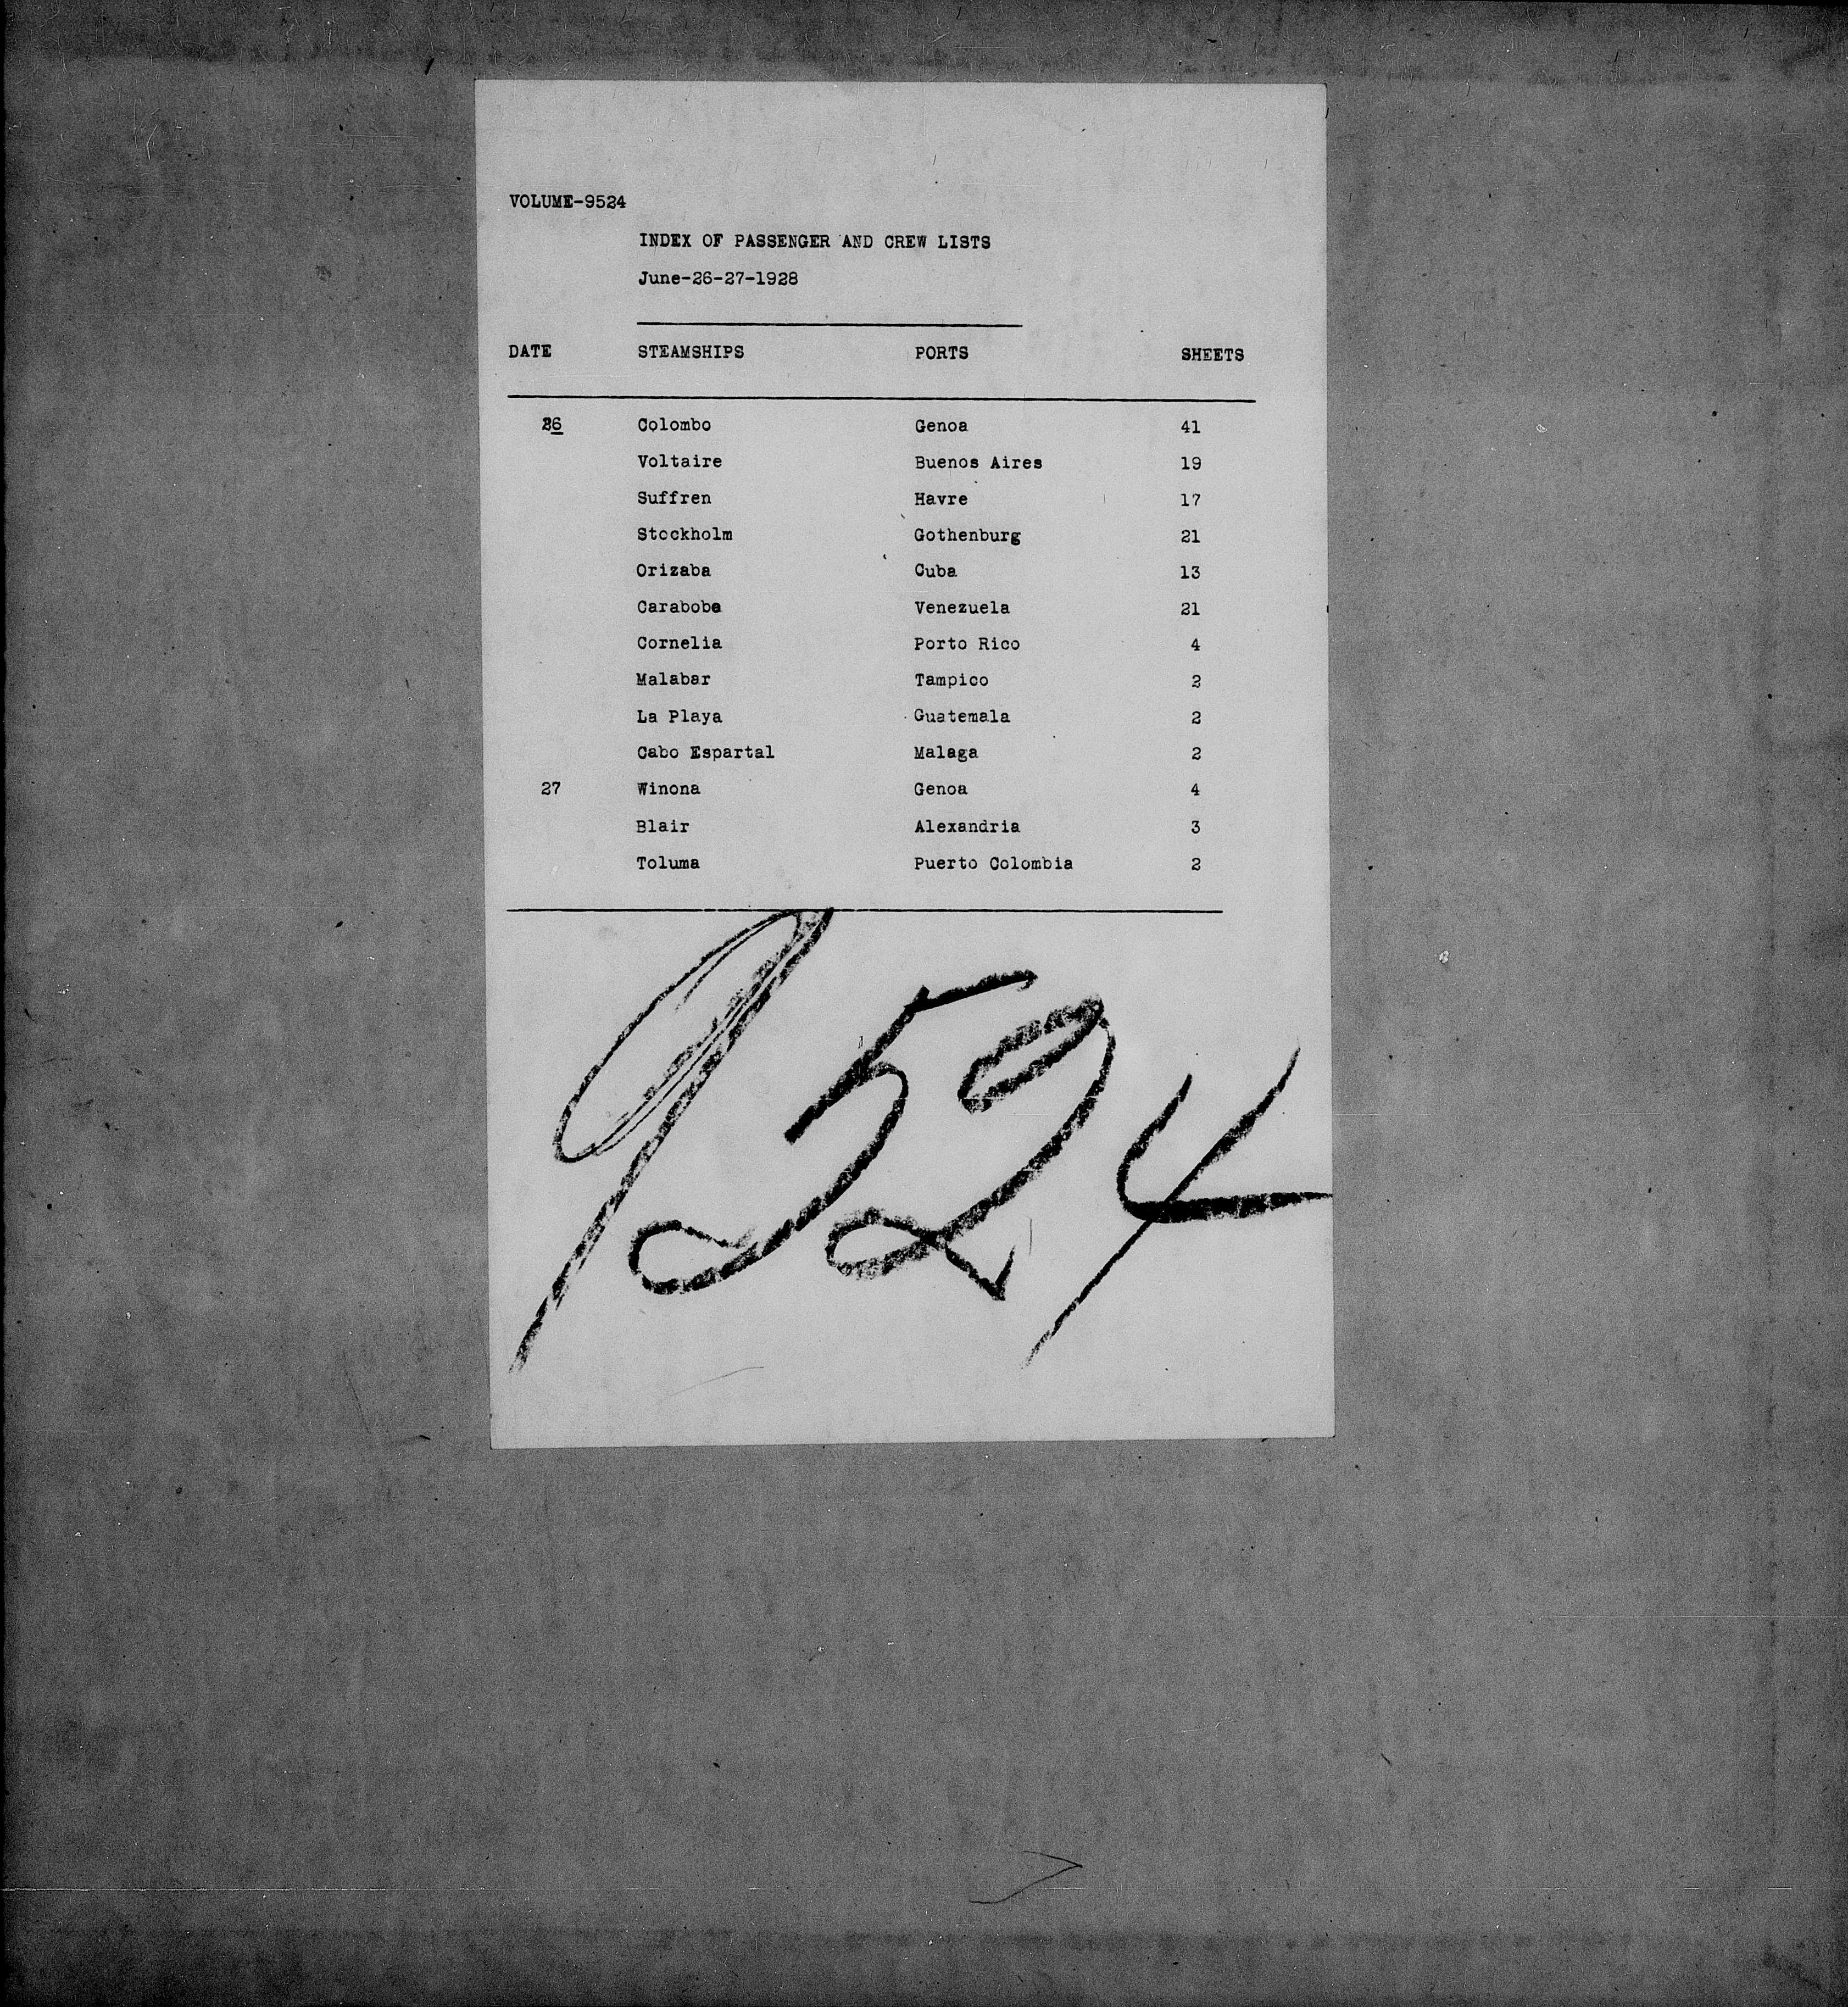 VOLUME-9524
INDEX OF PASSENGER AND CREW LISTS
June-26-27-1928
DATE STEAMSHIPS PORTS SHEETS
26 Colombo Genoa 41
Voltaire Buenos Aires 19
Suffren Havre 17
Stockholm Gothenburg 21
Orizaba Cuba 13
Carabobo Venezuela 21
Cornelia Porto Rico 4
Malabar Tampico 2
La Playa Guatemala 2
Cabo Espartal Malaga 2
27 Winona Genoa 4
Blair Alexandria 3
Toluma Puerto Colombia 2
9524